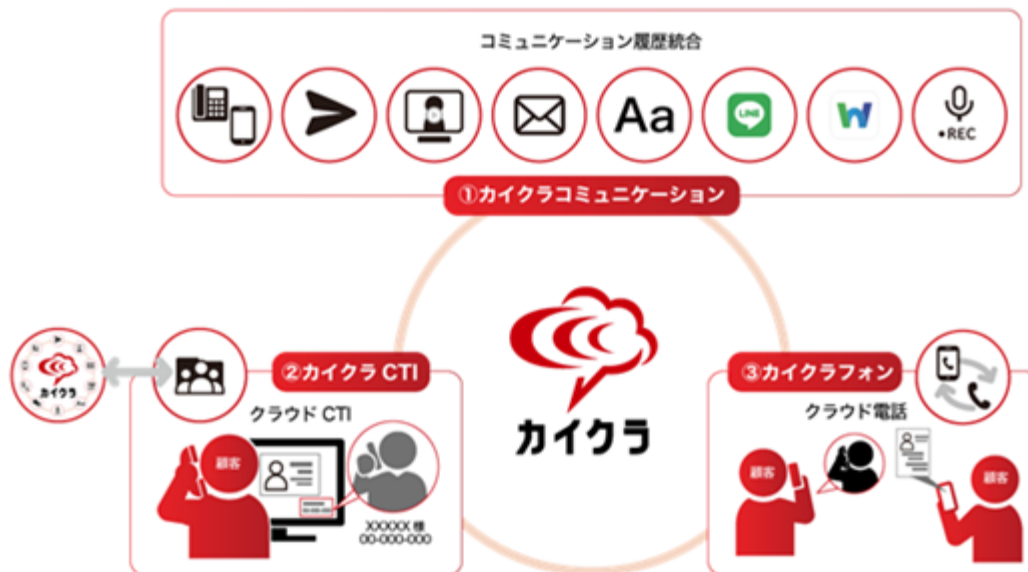 コミュニケーション履歴統合
Aa
LINE
W
•REC
①カイクラコミュニケーション
カイクラ
②カイクラ CTI
クラウド CTI
顧客
XXXXX 様
00-000-000
カイクラ
③カイクラフォン
クラウド電話
顧客
顧客